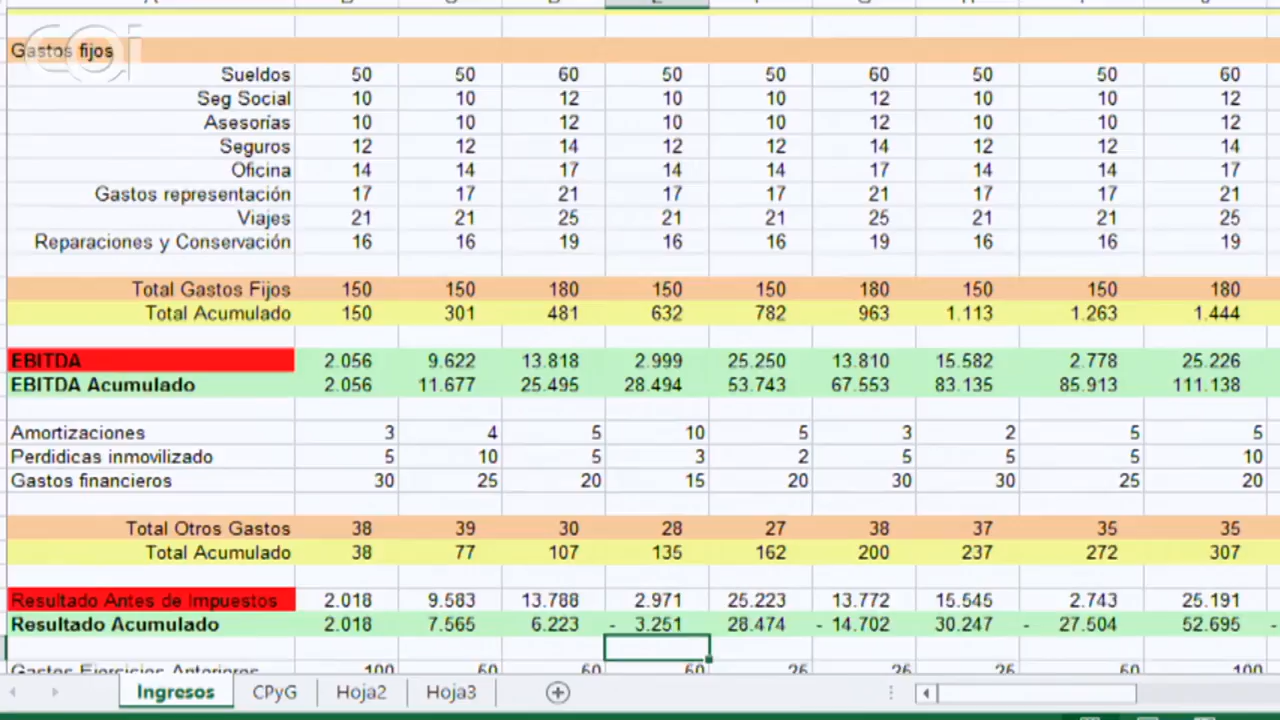 Gastos fijos
Sueldos 50 50 60 50 50 60 50 50 60
Seg Social 10 10 12 10 10 12 10 10 12
Asesorías 10 10 12 10 10 12 10 10 12
Seguros 12 12 14 12 12 14 12 12 14
Oficina 14 14 17 14 14 17 14 14 17
Gastos representación 17 17 21 17 17 21 17 17 21
Viajes 21 21 25 21 21 25 21 21 25
Reparaciones y Conservación 16 16 19 16 16 19 16 16 19
Total Gastos Fijos 150 150 180 150 150 180 150 150 180
Total Acumulado 150 301 481 632 782 963 1.113 1.263 1.444
EBITDA 2.056 9.622 13.818 2.999 25.250 13.810 15.582 2.778 25.226
EBITDA Acumulado 2.056 11.677 25.495 28.494 53.743 67.553 83.135 85.913 111.138
Amortizaciones 3 4 5 10 5 3 2 5 5
Perdidicas inmovilizado 5 10 5 3 2 5 5 5 10
Gastos financieros 30 25 20 15 20 30 30 25 20
Total Otros Gastos 38 39 30 28 27 38 37 35 35
Total Acumulado 38 77 107 135 162 200 237 272 307
Resultado Antes de Impuestos 2.018 9.583 13.788 2.971 25.223 13.772 15.545 2.743 25.191
Resultado Acumulado 2.018 7.565 6.223 - 3.251 28.474 - 14.702 30.247 - 27.504 52.695 -
Gastos Ejercicios Anteriores 100 50 60 60 25 25 25 60 100
Ingresos CPyG Hoja2 Hoja3